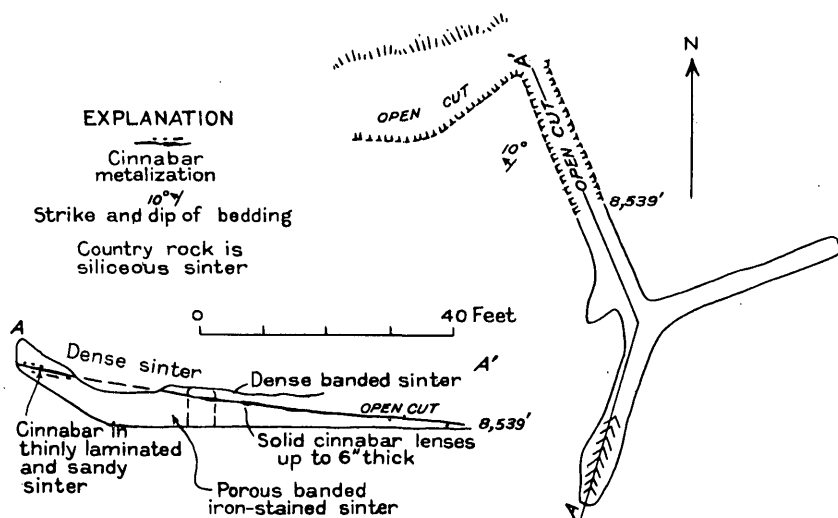 EXPLANATION
Cinnabar
metalization
10°
Strike and dip of bedding
Country rock is
siliceous sinter
OPEN CUT
A'
OPEN CUT
10°
N
8,539'
0
40 Feet
A
Dense sinter
A'
Dense banded sinter
OPEN CUT
8,539'
Cinnabar in
thinly laminated
and sandy
sinter
Solid cinnabar lenses
up to 6" thick
Porous banded
iron-stained sinter
A